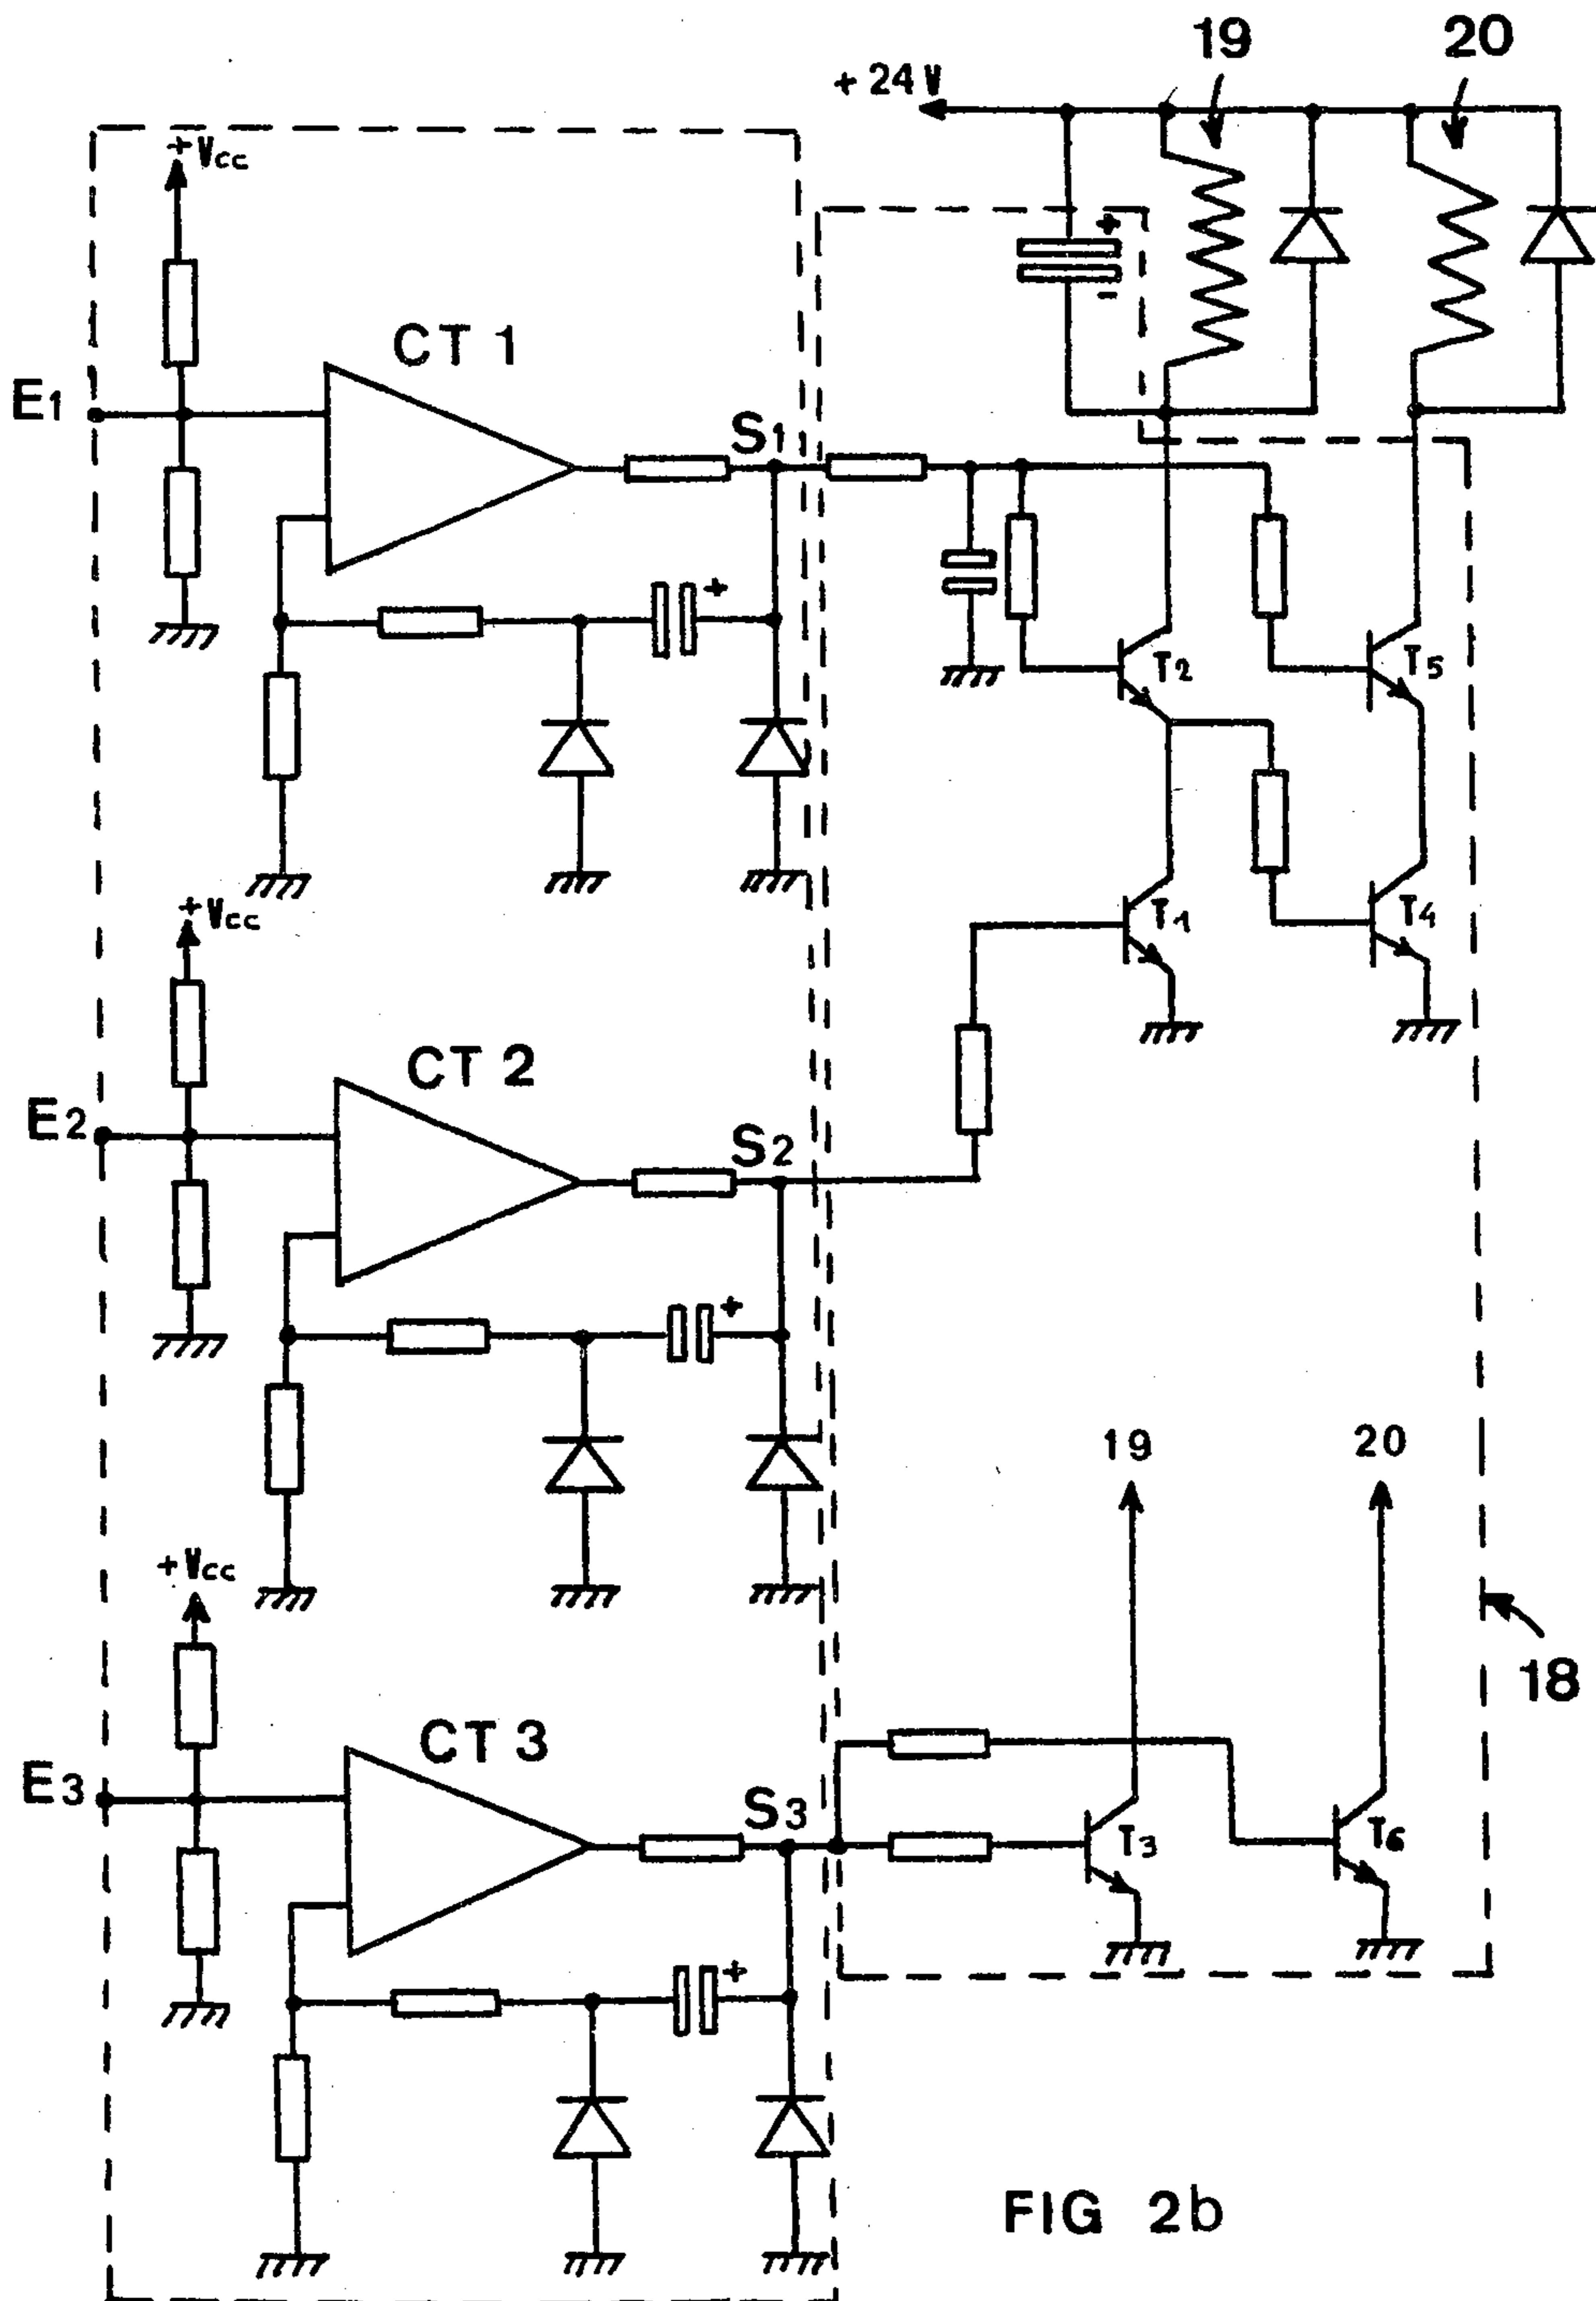 19
20
+ 24 V
+Vcc
CT 1
E1
S1
+
-
+
T2
T5
T1
T4
+Vcc
CT 2
E2
S2
+
19
20
+Vcc
18
CT 3
E3
S3
T3
T6
+
FIG 2b